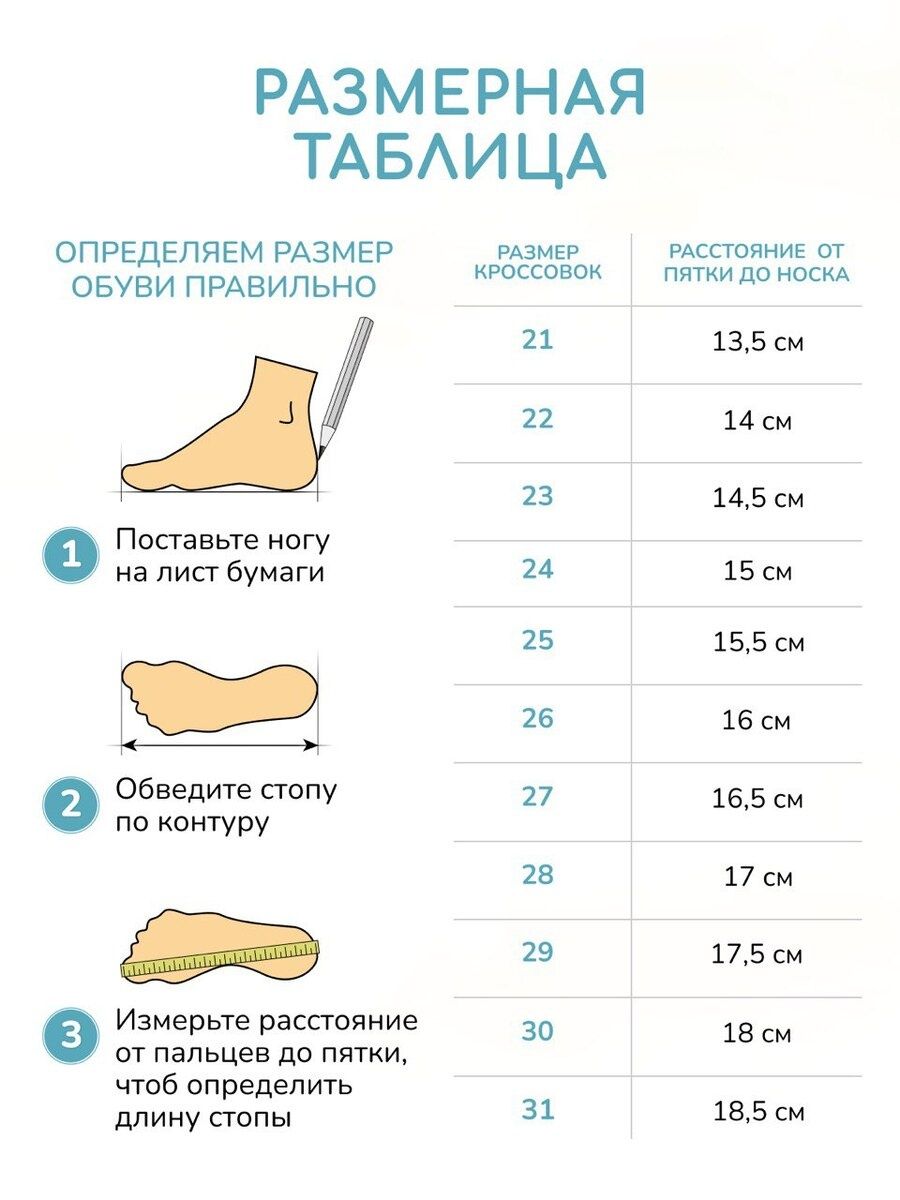 РАЗМЕРНАЯ
ТАБЛИЦА
ОПРЕДЕЛЯЕМ РАЗМЕР
ОБУВИ ПРАВИЛЬНО
1
Поставьте ногу
на лист бумаги
2
Обведите стопу
по контуру
3
Измерьте расстояние
от пальцев до пятки,
чтоб определить
длину стопы
РАЗМЕР
КРОССОВОК
РАССТОЯНИЕ ОТ
ПЯТКИ ДО НОСКА
21 13,5 см
22 14 см
23 14,5 см
24 15 см
25 15,5 см
26 16 см
27 16,5 см
28 17 см
29 17,5 см
30 18 см
31 18,5 см